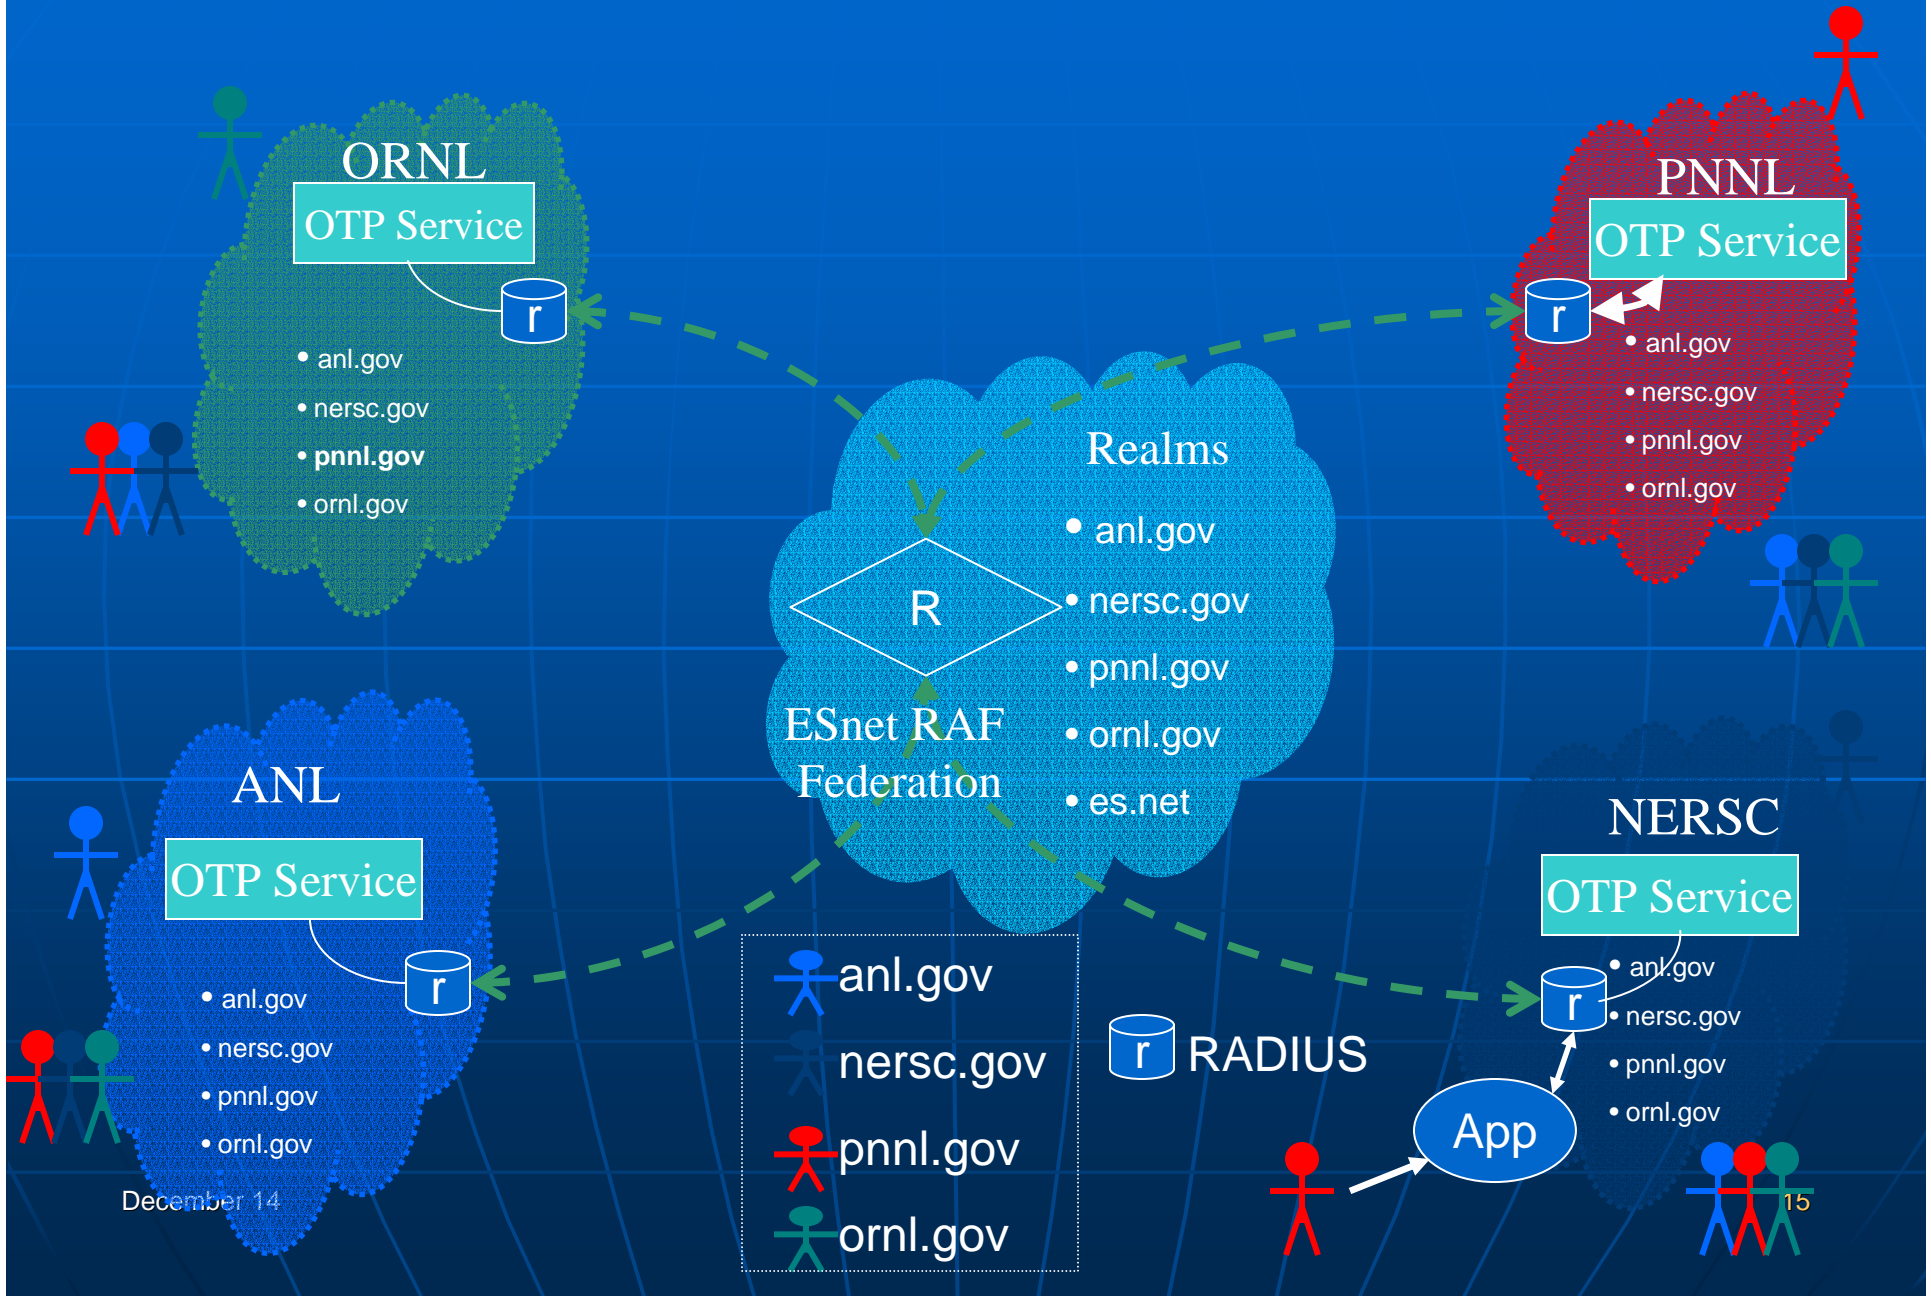 ORNL
OTP Service
r
• anl.gov
• nersc.gov
• pnnl.gov
• ornl.gov
PNNL
OTP Service
r
• anl.gov
• nersc.gov
• pnnl.gov
• ornl.gov
Realms
• anl.gov
• nersc.gov
• pnnl.gov
• ornl.gov
• es.net
R
ESnet RAF
Federation
ANL
OTP Service
r
• anl.gov
• nersc.gov
• pnnl.gov
• ornl.gov
NERSC
OTP Service
r
• anl.gov
• nersc.gov
• pnnl.gov
• ornl.gov
App
anl.gov
nersc.gov
pnnl.gov
ornl.gov
r RADIUS
December 14
15